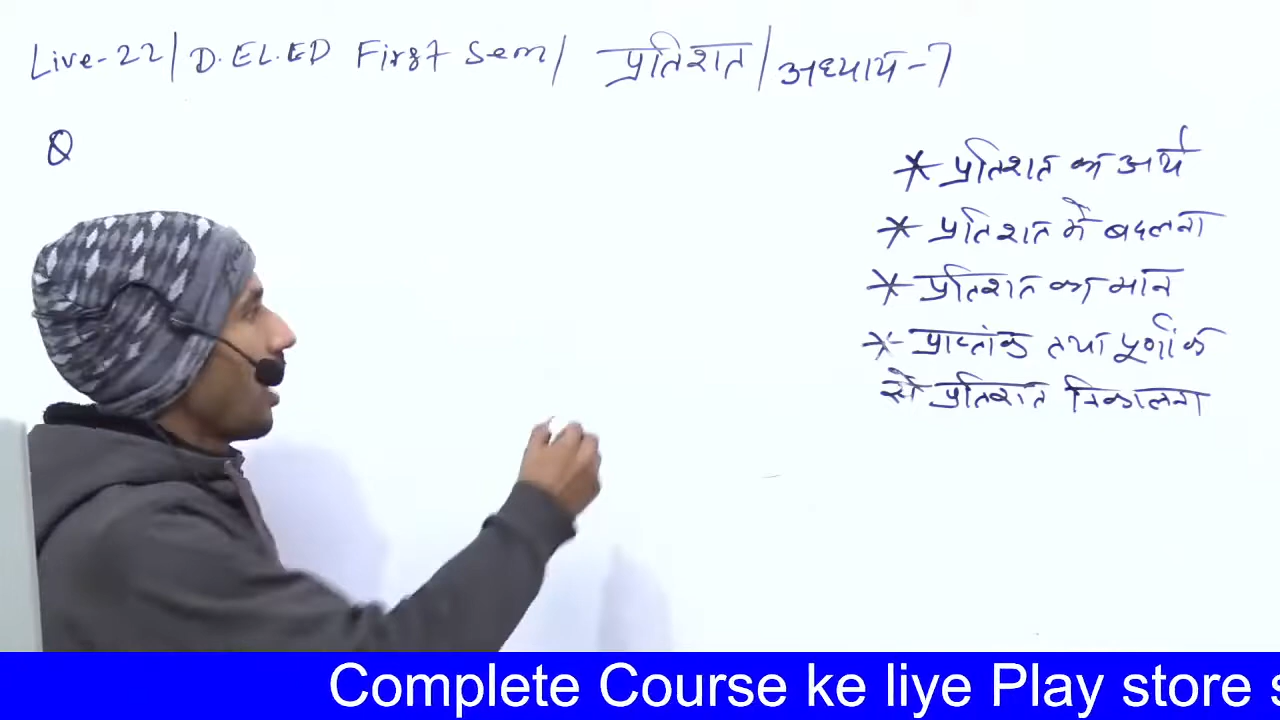 Live-22/ D.EL.ED First Sem/ प्रतिशत/अध्याय-7
Q
* प्रतिशत का अर्थ
* प्रतिशत में बदलना
* प्रतिशत का मान
* प्राप्तांक तथा पूर्णांक
से प्रतिशत निकालना
Complete Course ke liye Play store s